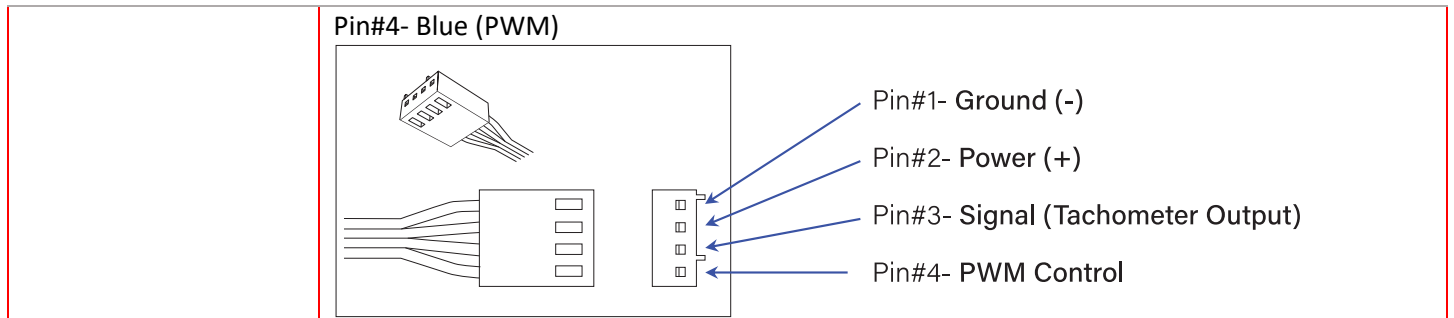 Pin#4- Blue (PWM)
Pin#1- Ground (-)
Pin#2- Power (+)
Pin#3- Signal (Tachometer Output)
Pin#4- PWM Control